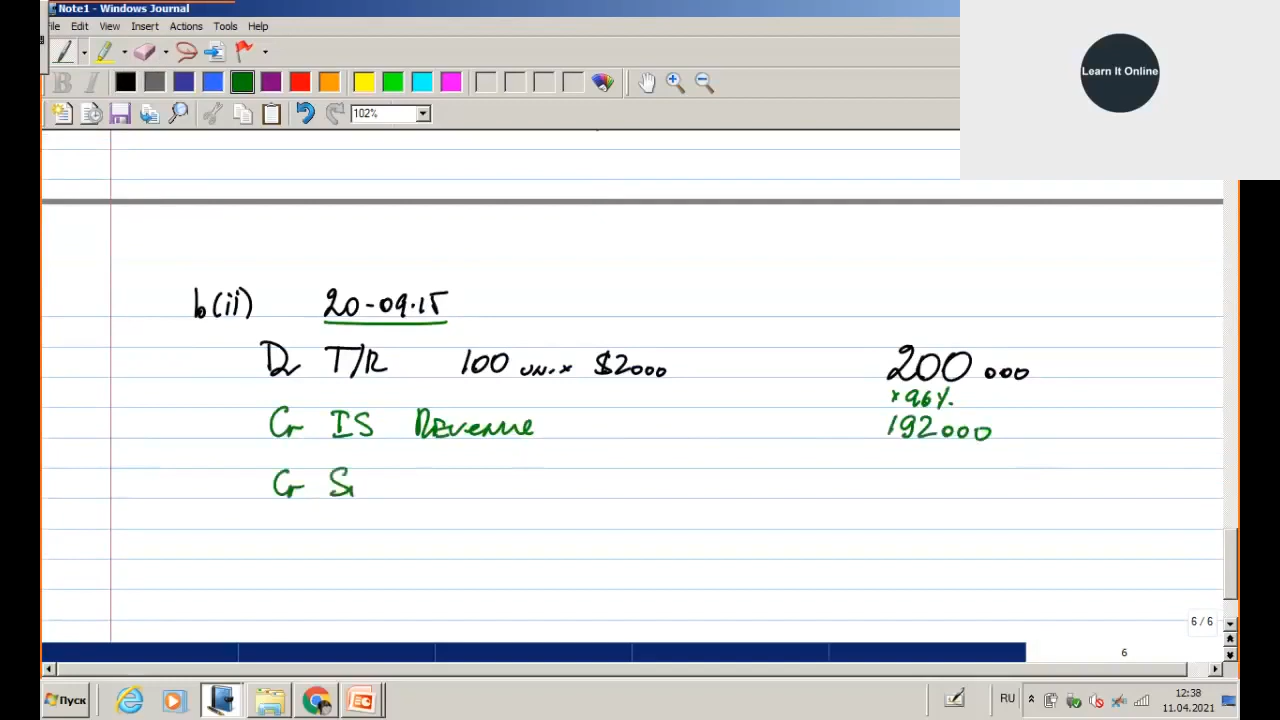 Note1 - Windows Journal
File Edit View Insert Actions Tools Help
Learn It Online
B I
102%
b(ii) 20-09.15
Dr T/R 100 un. x $2000 200 000
x 96%.
Cr IS Revenue 192000
Cr S
6 / 6
6
Пуск RU 12:38
11.04.2021